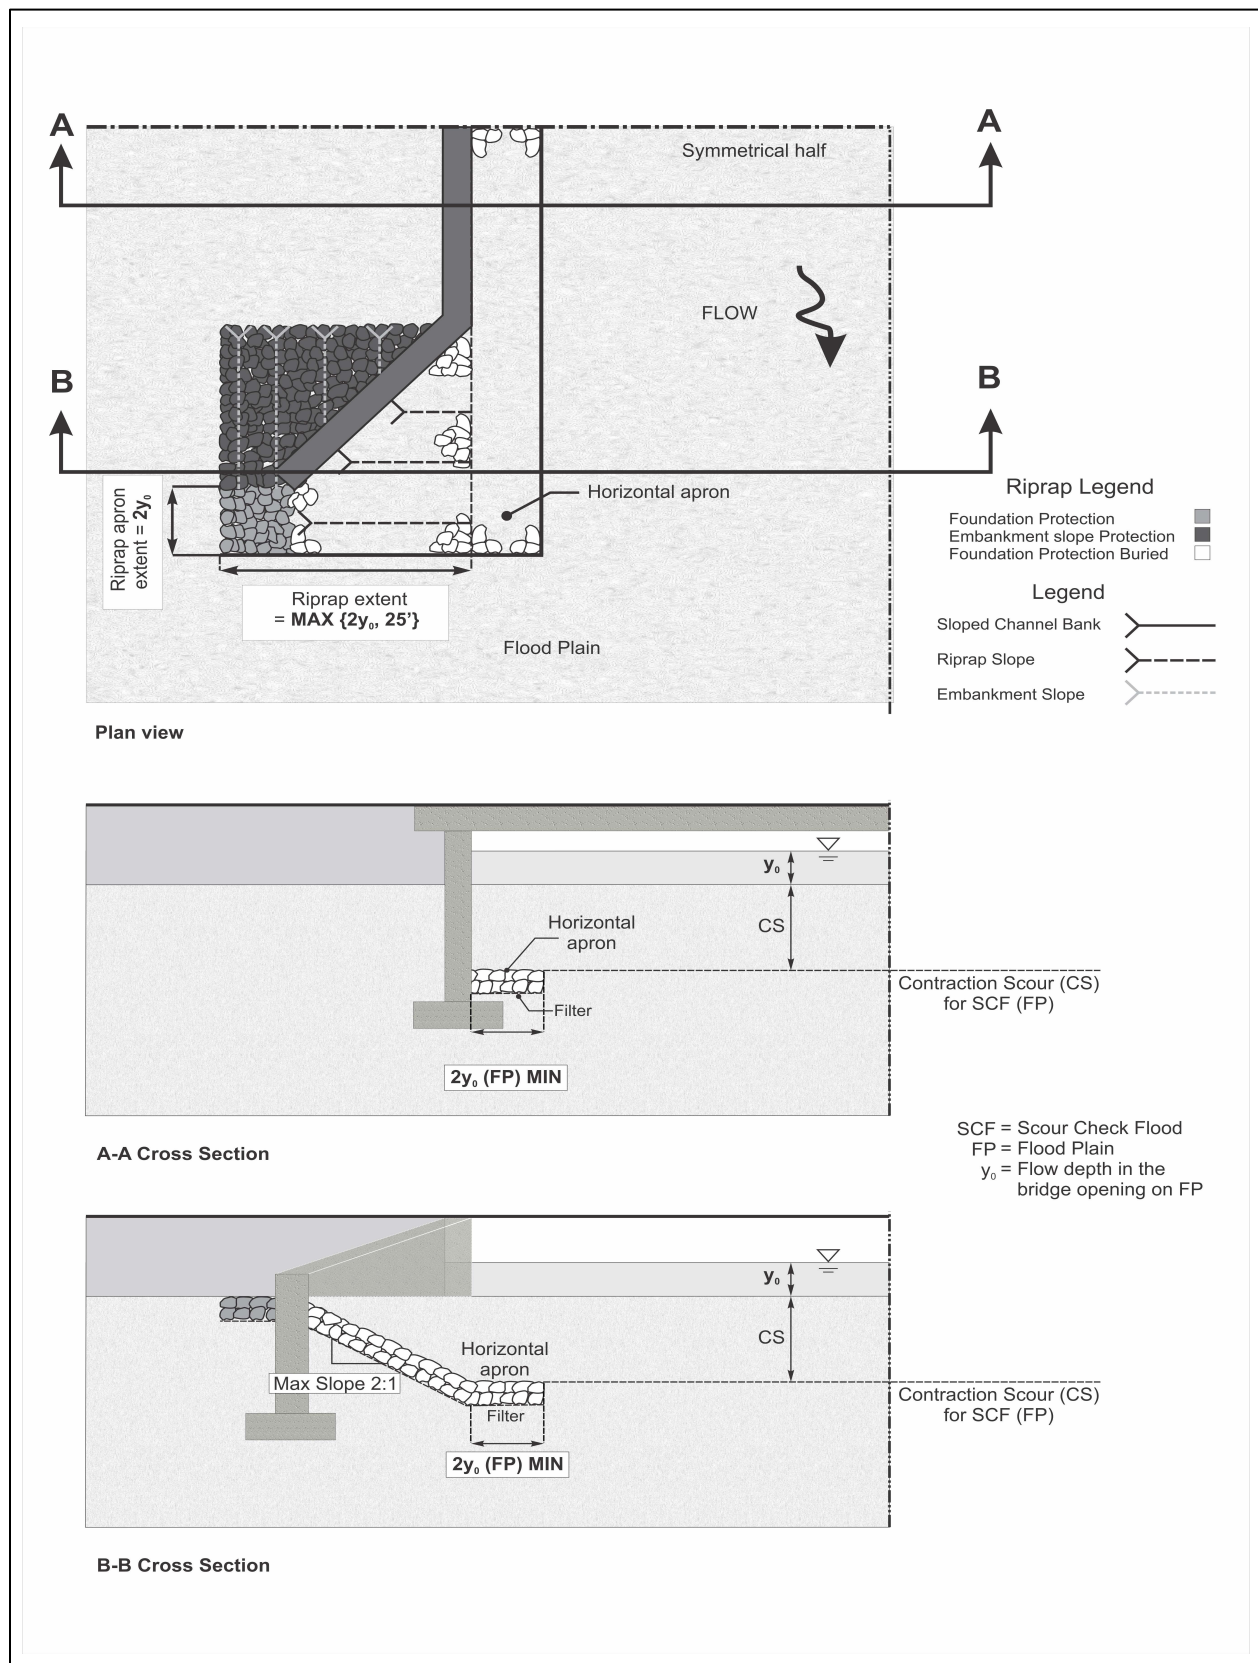 A
A
Symmetrical half
FLOW
B
B
Horizontal apron
Riprap apron
extent = 2y₀
Riprap extent
= MAX {2y₀, 25’}
Flood Plain
Riprap Legend
Foundation Protection
Embankment slope Protection
Foundation Protection Buried
Legend
Sloped Channel Bank
Riprap Slope
Embankment Slope
Plan view
y₀
CS
Horizontal
apron
Filter
Contraction Scour (CS)
for SCF (FP)
2y₀ (FP) MIN
A-A Cross Section
SCF = Scour Check Flood
FP = Flood Plain
y₀ = Flow depth in the
bridge opening on FP
y₀
CS
Horizontal
apron
Max Slope 2:1
Filter
Contraction Scour (CS)
for SCF (FP)
2y₀ (FP) MIN
B-B Cross Section